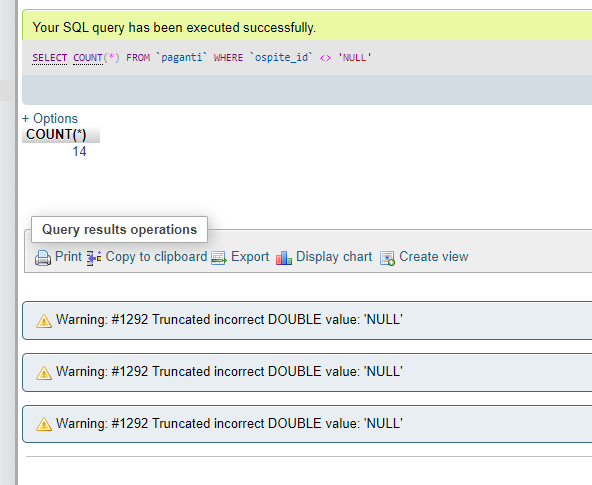 Your SQL query has been executed successfully.
SELECT COUNT(*) FROM `paganti` WHERE `ospite_id` <> 'NULL'
+ Options
COUNT(*)
14
Query results operations
Print Copy to clipboard Export Display chart Create view
Warning: #1292 Truncated incorrect DOUBLE value: 'NULL'
Warning: #1292 Truncated incorrect DOUBLE value: 'NULL'
Warning: #1292 Truncated incorrect DOUBLE value: 'NULL'